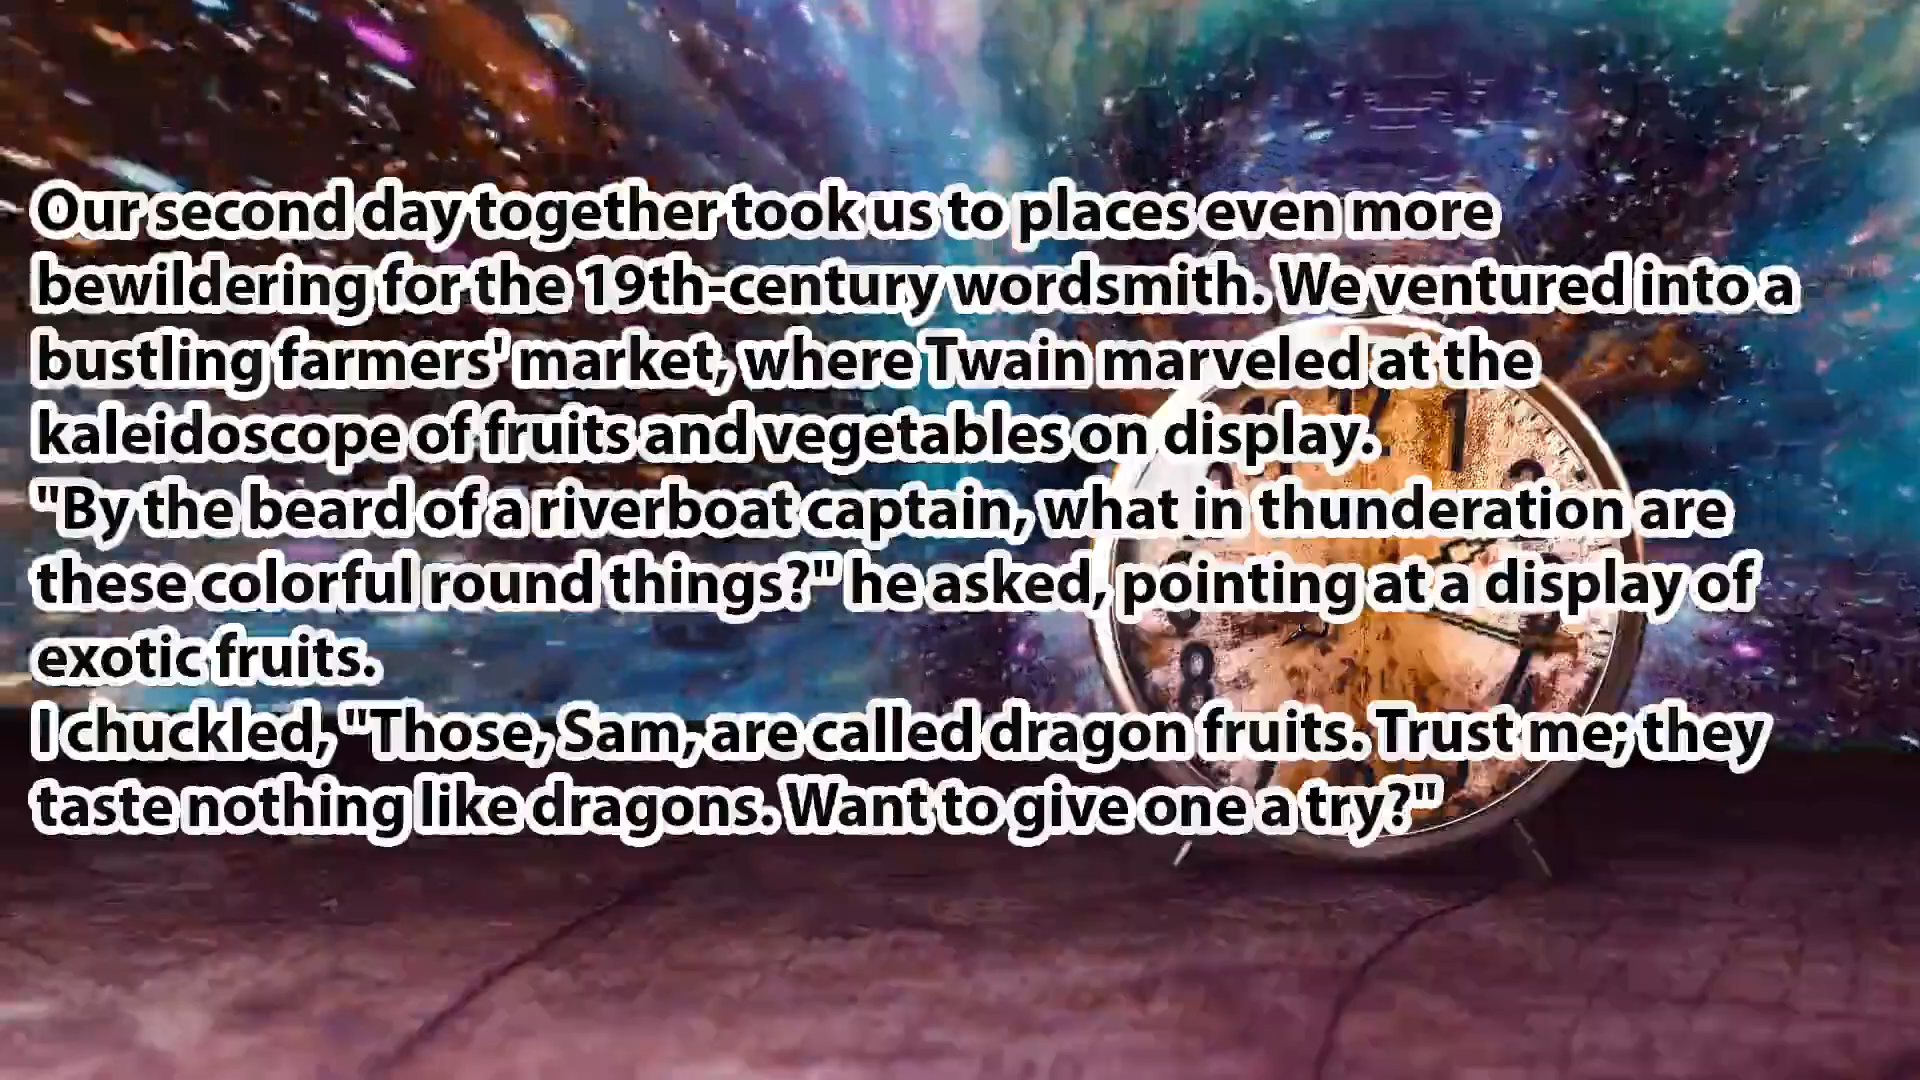 Our second day together took us to places even more
bewildering for the 19th-century wordsmith. We ventured into a
bustling farmers' market, where Twain marveled at the
kaleidoscope of fruits and vegetables on display.
"By the beard of a riverboat captain, what in thunderation are
these colorful round things?" he asked, pointing at a display of
exotic fruits.
I chuckled, "Those, Sam, are called dragon fruits. Trust me; they
taste nothing like dragons. Want to give one a try?"
1
8